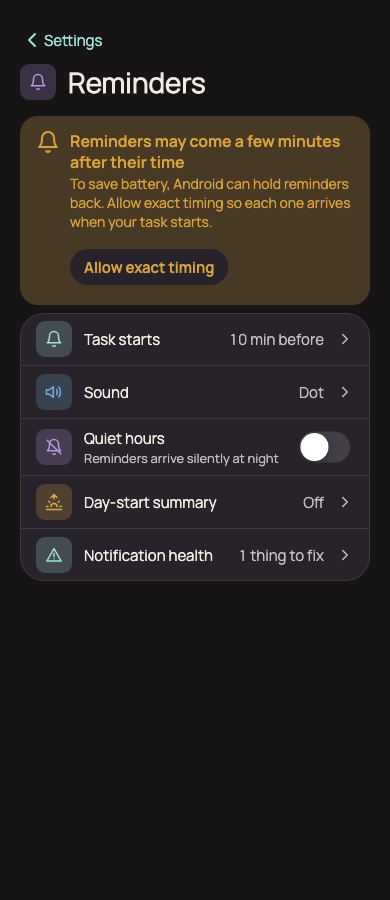 Settings
Reminders
Reminders may come a few minutes
after their time
To save battery, Android can hold reminders
back. Allow exact timing so each one arrives
when your task starts.
Allow exact timing
Task starts 10 min before
Sound Dot
Quiet hours
Reminders arrive silently at night
Day-start summary Off
Notification health 1 thing to fix